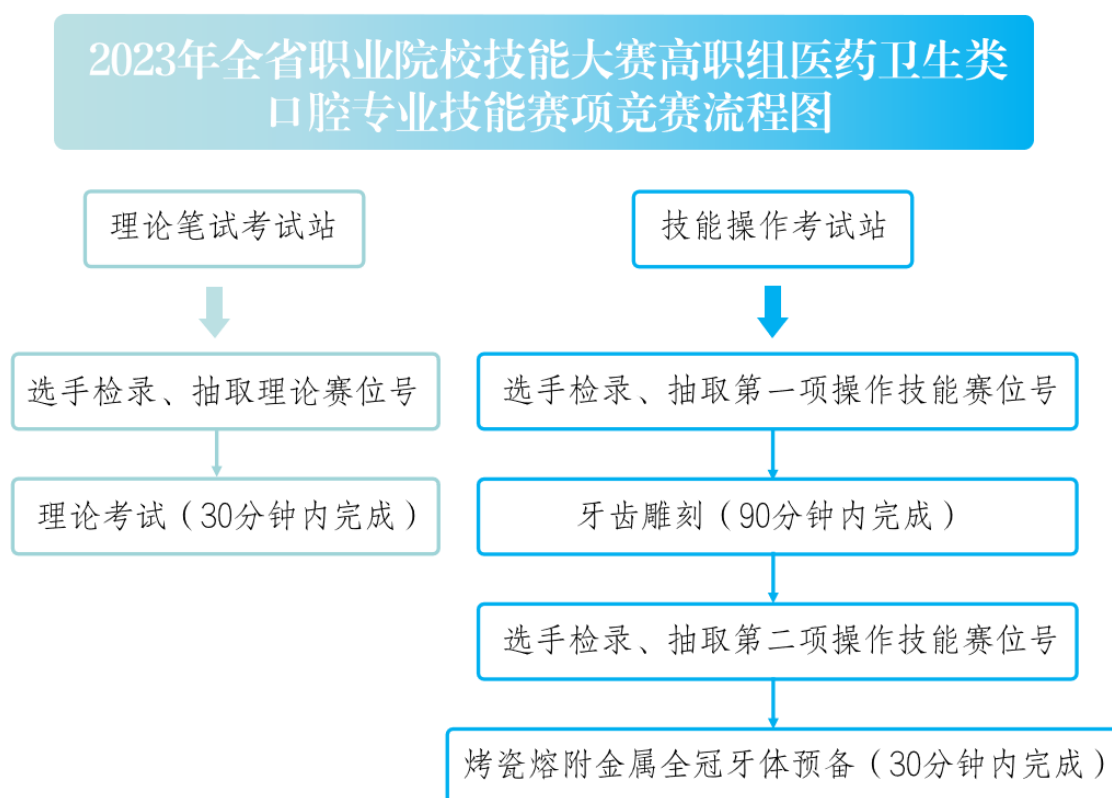 2023年全省职业院校技能大赛高职组医药卫生类
口腔专业技能赛项竞赛流程图
理论笔试考试站
选手检录、抽取理论赛位号
理论考试（30分钟内完成）
技能操作考试站
选手检录、抽取第一项操作技能赛位号
牙齿雕刻（90分钟内完成）
选手检录、抽取第二项操作技能赛位号
烤瓷熔附金属全冠牙体预备（30分钟内完成）